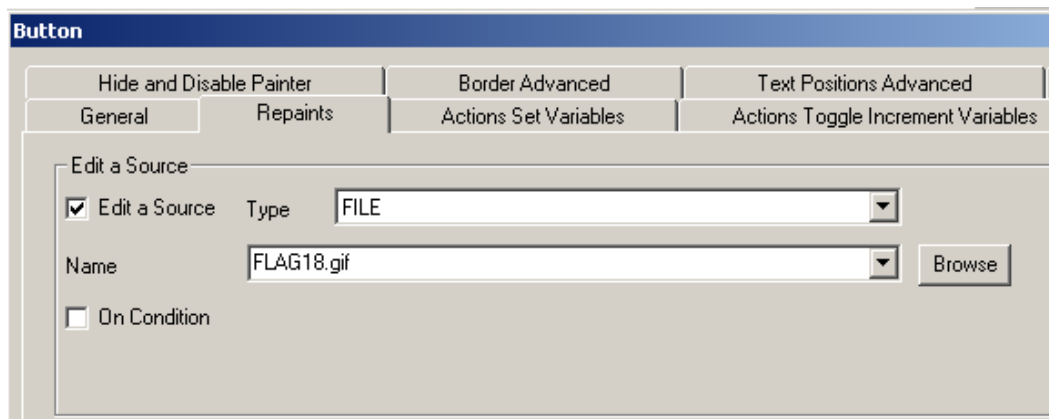 Button
Hide and Disable Painter Border Advanced Text Positions Advanced
General Repaints Actions Set Variables Actions Toggle Increment Variables
Edit a Source
Edit a Source Type FILE
Name FLAG18.gif Browse
On Condition